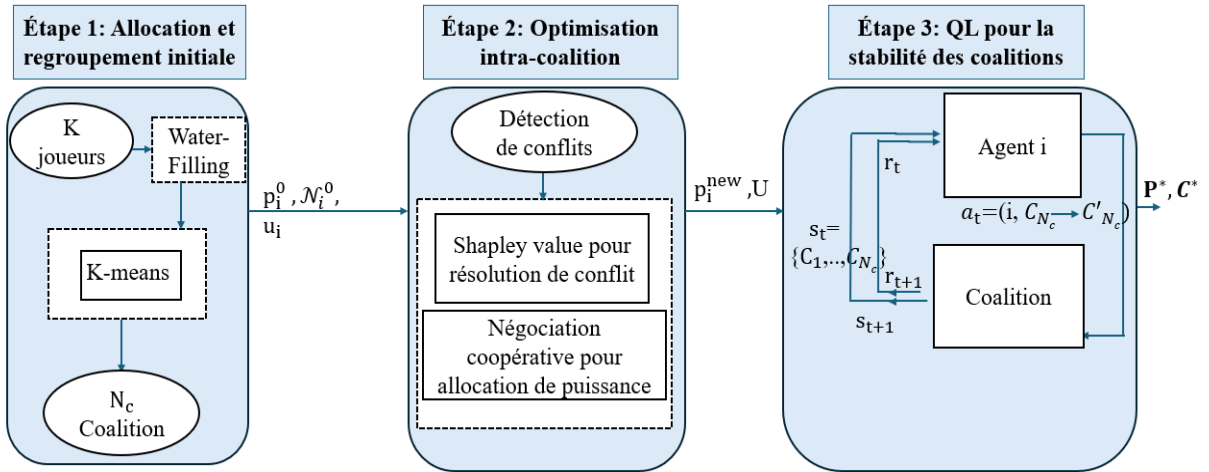 Étape 1: Allocation et
regroupement initiale
K
joueurs
Water-
Filling
K-means
N_c
Coalition
p_i^0 , 𝒩_i^0,
u_i
Étape 2: Optimisation
intra-coalition
Détection
de conflits
Shapley value pour
résolution de conflit
Négociation
coopérative pour
allocation de puissance
p_i^new ,U
Étape 3: QL pour la
stabilité des coalitions
Agent i
r_t
a_t=(i, C_{N_c} → C'_{N_c})
s_t=
{C_1,..,C_{N_c}}
r_{t+1}
Coalition
s_{t+1}
P*, C*